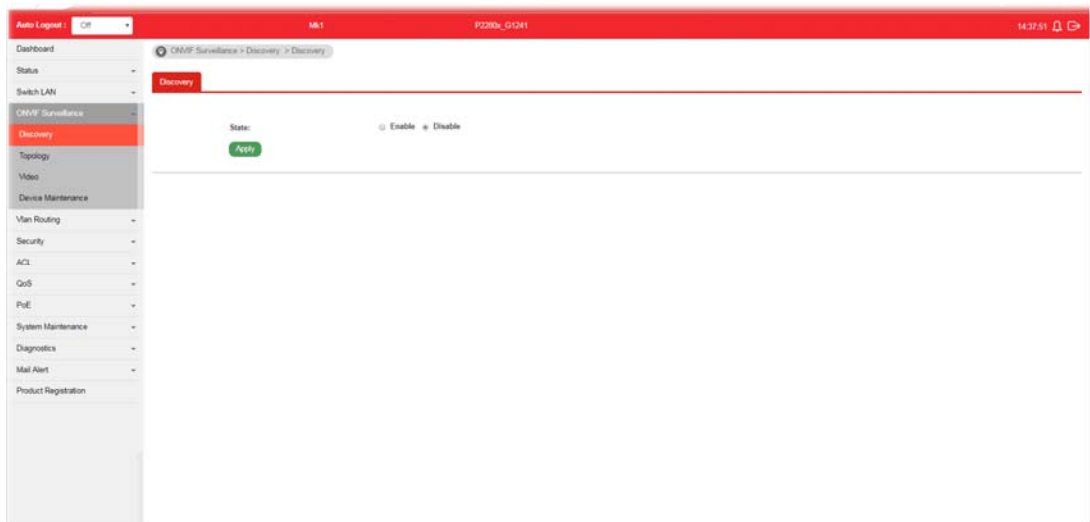 Auto Logout : Off Mk1 P2280x_G1241 14:37:51
Dashboard
Status
Switch LAN
ONVIF Surveillance
Discovery
Topology
Video
Device Maintenance
Vlan Routing
Security
ACL
QoS
PoE
System Maintenance
Diagnostics
Mail Alert
Product Registration
ONVIF Surveillance > Discovery > Discovery
Discovery
State: Enable Disable
Apply